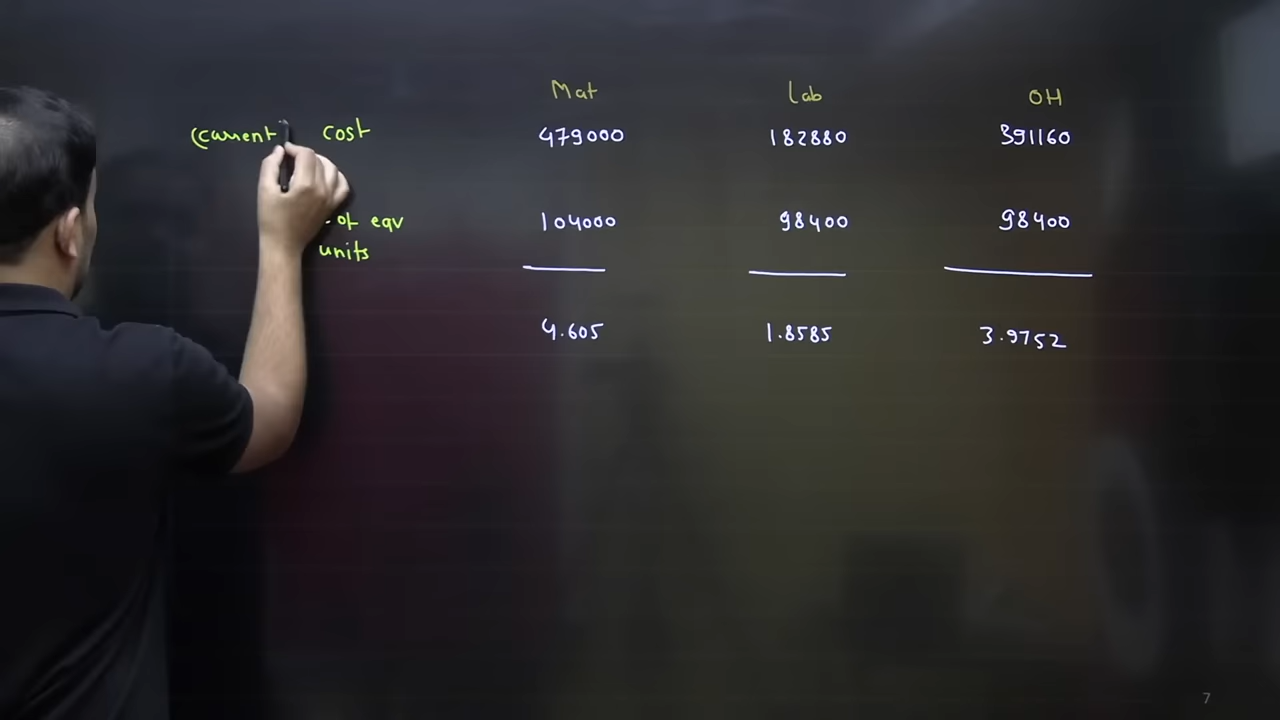 Mat Lab OH
(current cost 479000 182880 391160
of eqv 104000 98400 98400
units
4.605 1.8585 3.9752
7